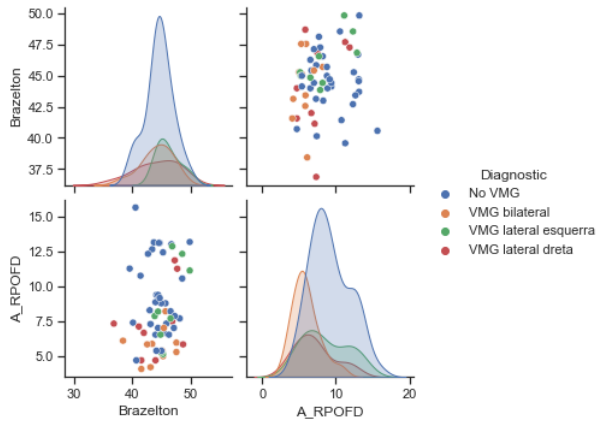 50.0
47.5
45.0
42.5
40.0
37.5
Brazelton
Diagnostic
No VMG
VMG bilateral
VMG lateral esquerra
VMG lateral dreta
15.0
12.5
10.0
7.5
5.0
A_RPOFD
30 40 50
Brazelton
0 10 20
A_RPOFD